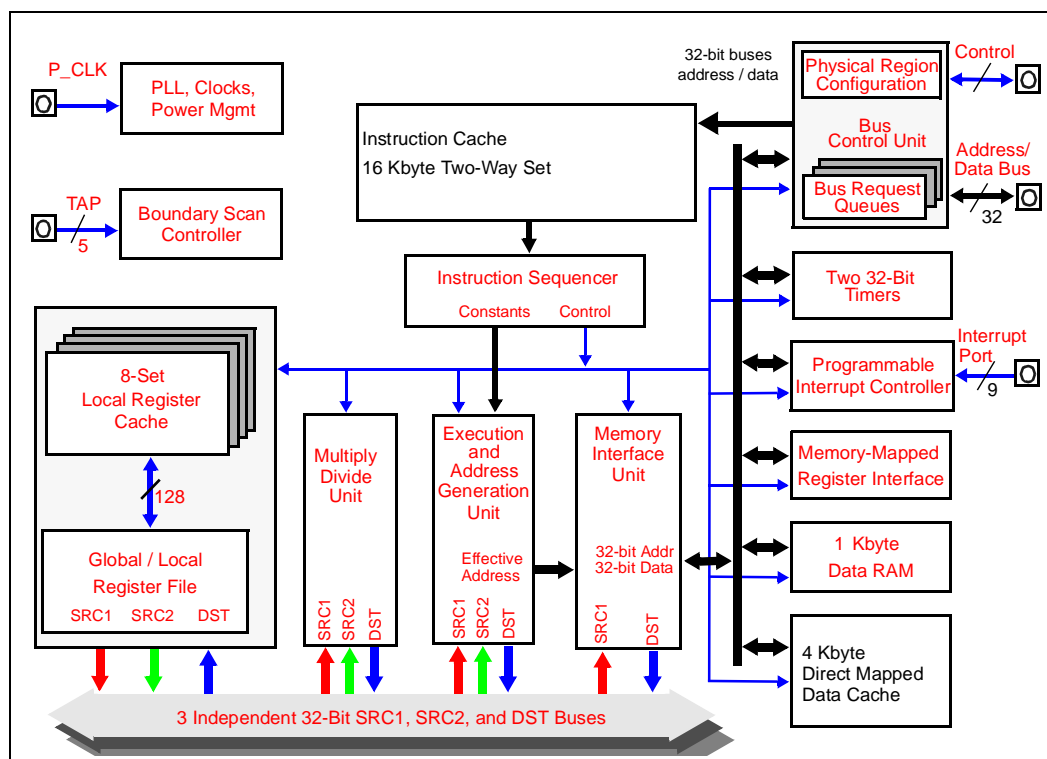 P_CLK
PLL, Clocks,
Power Mgmt
TAP
5
Boundary Scan
Controller
32-bit buses
address / data
Instruction Cache
16 Kbyte Two-Way Set
Physical Region
Configuration
Control
Bus
Control Unit
Bus Request
Queues
Address/
Data Bus
32
Instruction Sequencer
Constants
Control
Two 32-Bit
Timers
Programmable
Interrupt Controller
Interrupt
Port
9
8-Set
Local Register
Cache
128
Global / Local
Register File
SRC1
SRC2
DST
Multiply
Divide
Unit
SRC1
SRC2
DST
Execution
and
Address
Generation
Unit
Effective
Address
SRC1
SRC2
DST
Memory
Interface
Unit
32-bit Addr
32-bit Data
SRC1
DST
Memory-Mapped
Register Interface
1 Kbyte
Data RAM
4 Kbyte
Direct Mapped
Data Cache
3 Independent 32-Bit SRC1, SRC2, and DST Buses